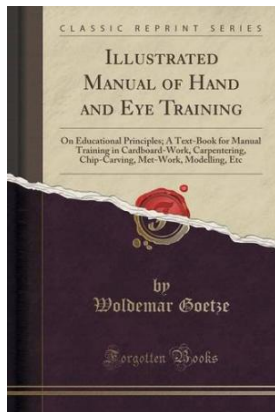 CLASSIC REPRINT SERIES
ILLUSTRATED
MANUAL OF HAND
AND EYE TRAINING
On Educational Principles; A Text-Book for Manual
Training in Cardboard-Work, Carpentering,
Chip-Carving, Met-Work, Modelling, Etc
by
Woldemar Goetze
Forgotten Books